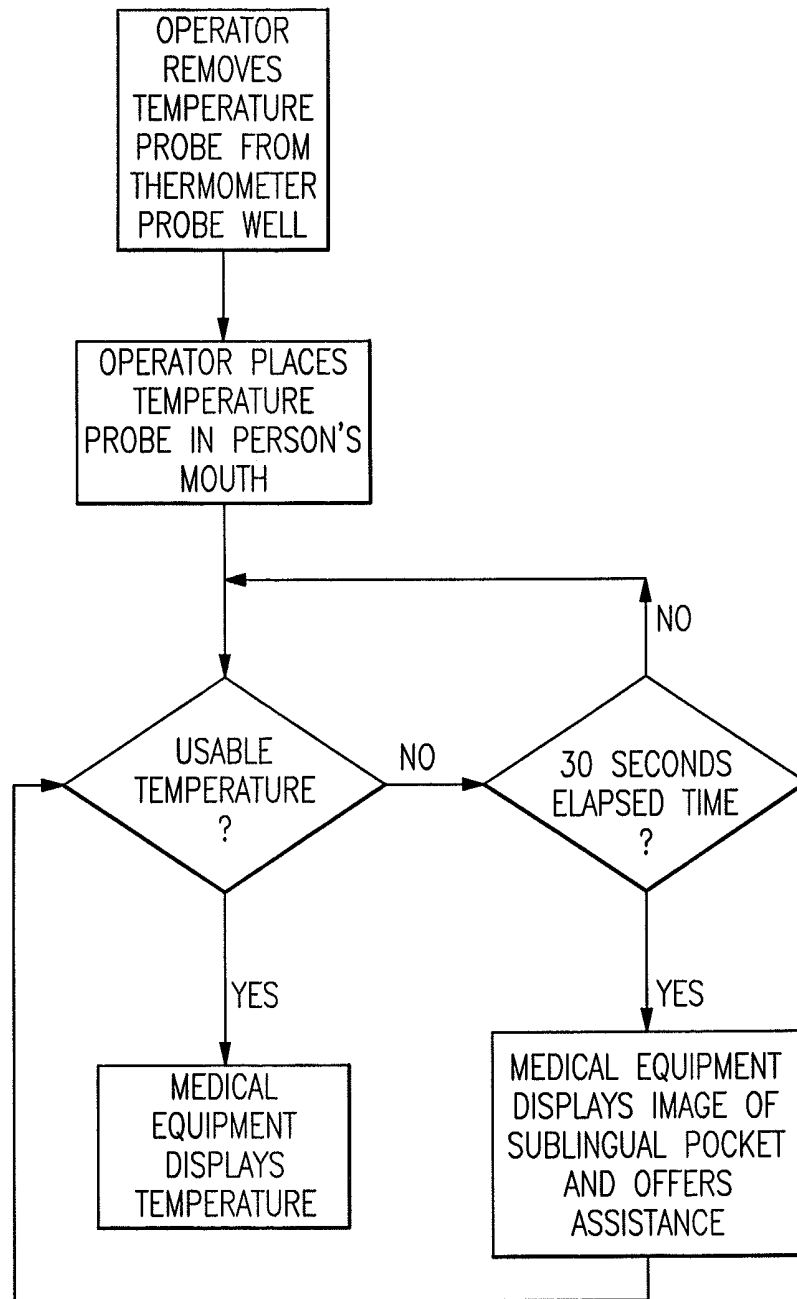 OPERATOR
REMOVES
TEMPERATURE
PROBE FROM
THERMOMETER
PROBE WELL
OPERATOR PLACES
TEMPERATURE
PROBE IN PERSON'S
MOUTH
NO
USABLE
TEMPERATURE
?
NO
30 SECONDS
ELAPSED TIME
?
YES
YES
MEDICAL
EQUIPMENT
DISPLAYS
TEMPERATURE
MEDICAL EQUIPMENT
DISPLAYS IMAGE OF
SUBLINGUAL POCKET
AND OFFERS
ASSISTANCE